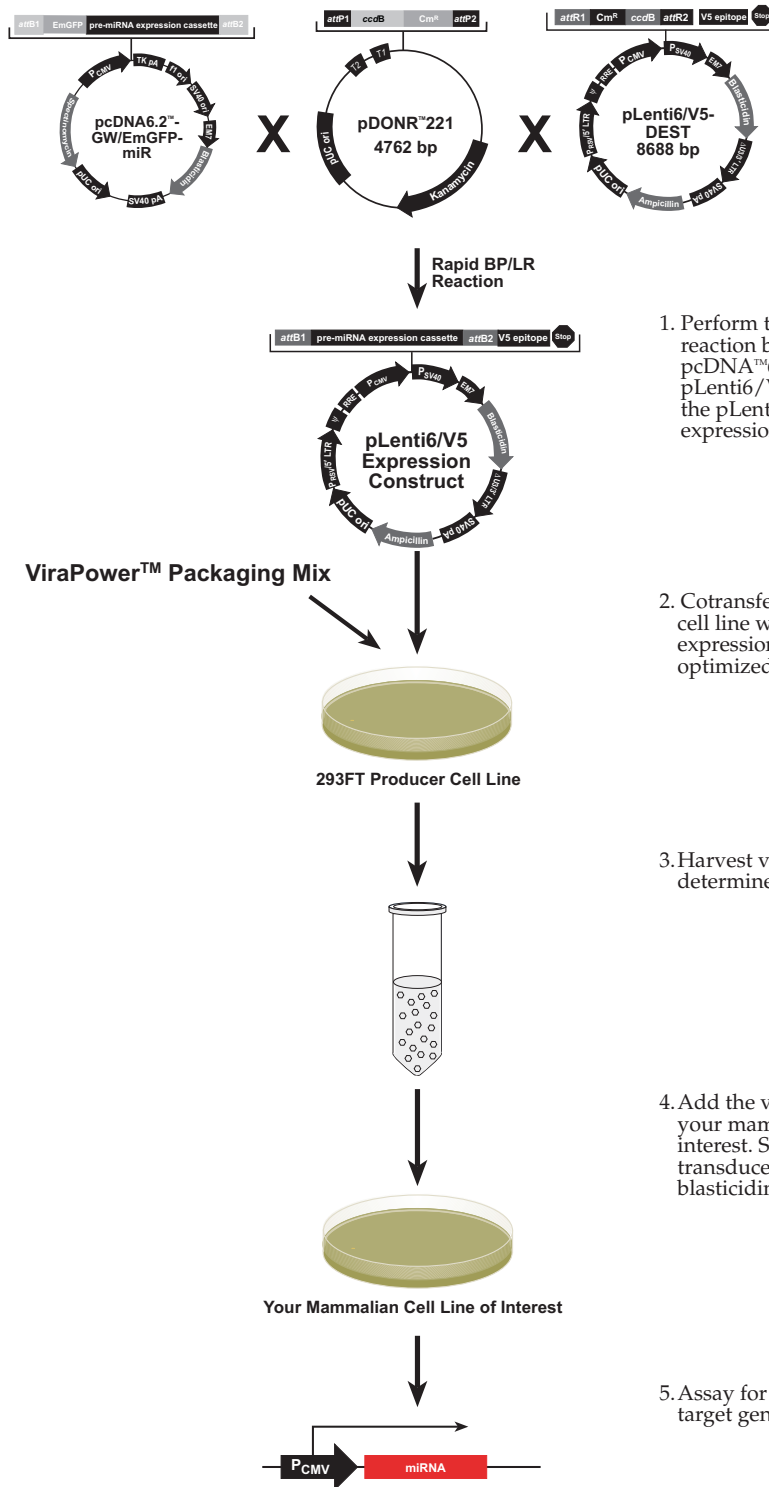 attB1 EmGFP pre-miRNA expression cassette attB2
PCMV TK pA f1 ori SV40 ori EM7 Blasticidin SV40 pA pUC ori Spectinomycin
pcDNA6.2™-
GW/EmGFP-
miR
X
attP1 ccdB CmR attP2
T2 T1 pUC ori Kanamycin
pDONR™221
4762 bp
X
attR1 CmR ccdB attR2 V5 epitope Stop
PRSV/5' LTR Ψ RRE PCMV PSV40 EM7 Blasticidin ΔU3/3' LTR SV40 pA Ampicillin pUC ori
pLenti6/V5-
DEST
8688 bp
Rapid BP/LR
Reaction
attB1 pre-miRNA expression cassette attB2 V5 epitope Stop
PRSV/5' LTR Ψ RRE PCMV PSV40 EM7 Blasticidin ΔU3/3' LTR SV40 pA Ampicillin pUC ori
pLenti6/V5
Expression
Construct
1. Perform t
reaction b
pcDNA™
pLenti6/V
the pLent
expressio
ViraPower™ Packaging Mix
2. Cotransfe
cell line w
expression
optimized
293FT Producer Cell Line
3. Harvest v
determine
4. Add the v
your mam
interest. S
transduce
blasticidin
Your Mammalian Cell Line of Interest
5. Assay for
target gen
PCMV miRNA